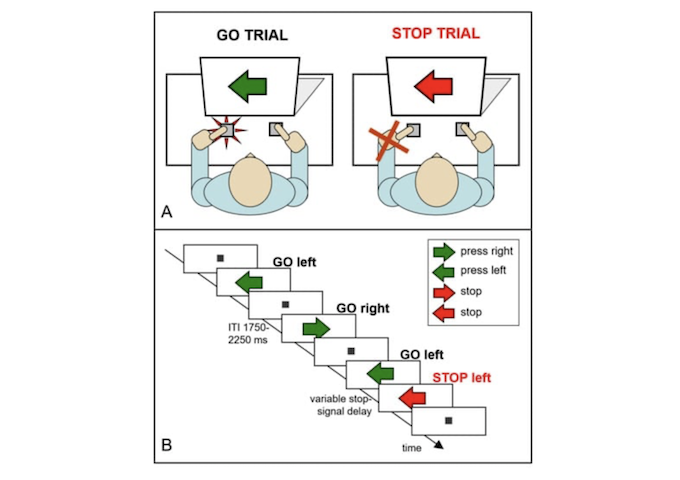 GO TRIAL
STOP TRIAL
A
GO left
press right
press left
stop
stop
GO right
ITI 1750-
2250 ms
GO left
STOP left
variable stop-
signal delay
B
time